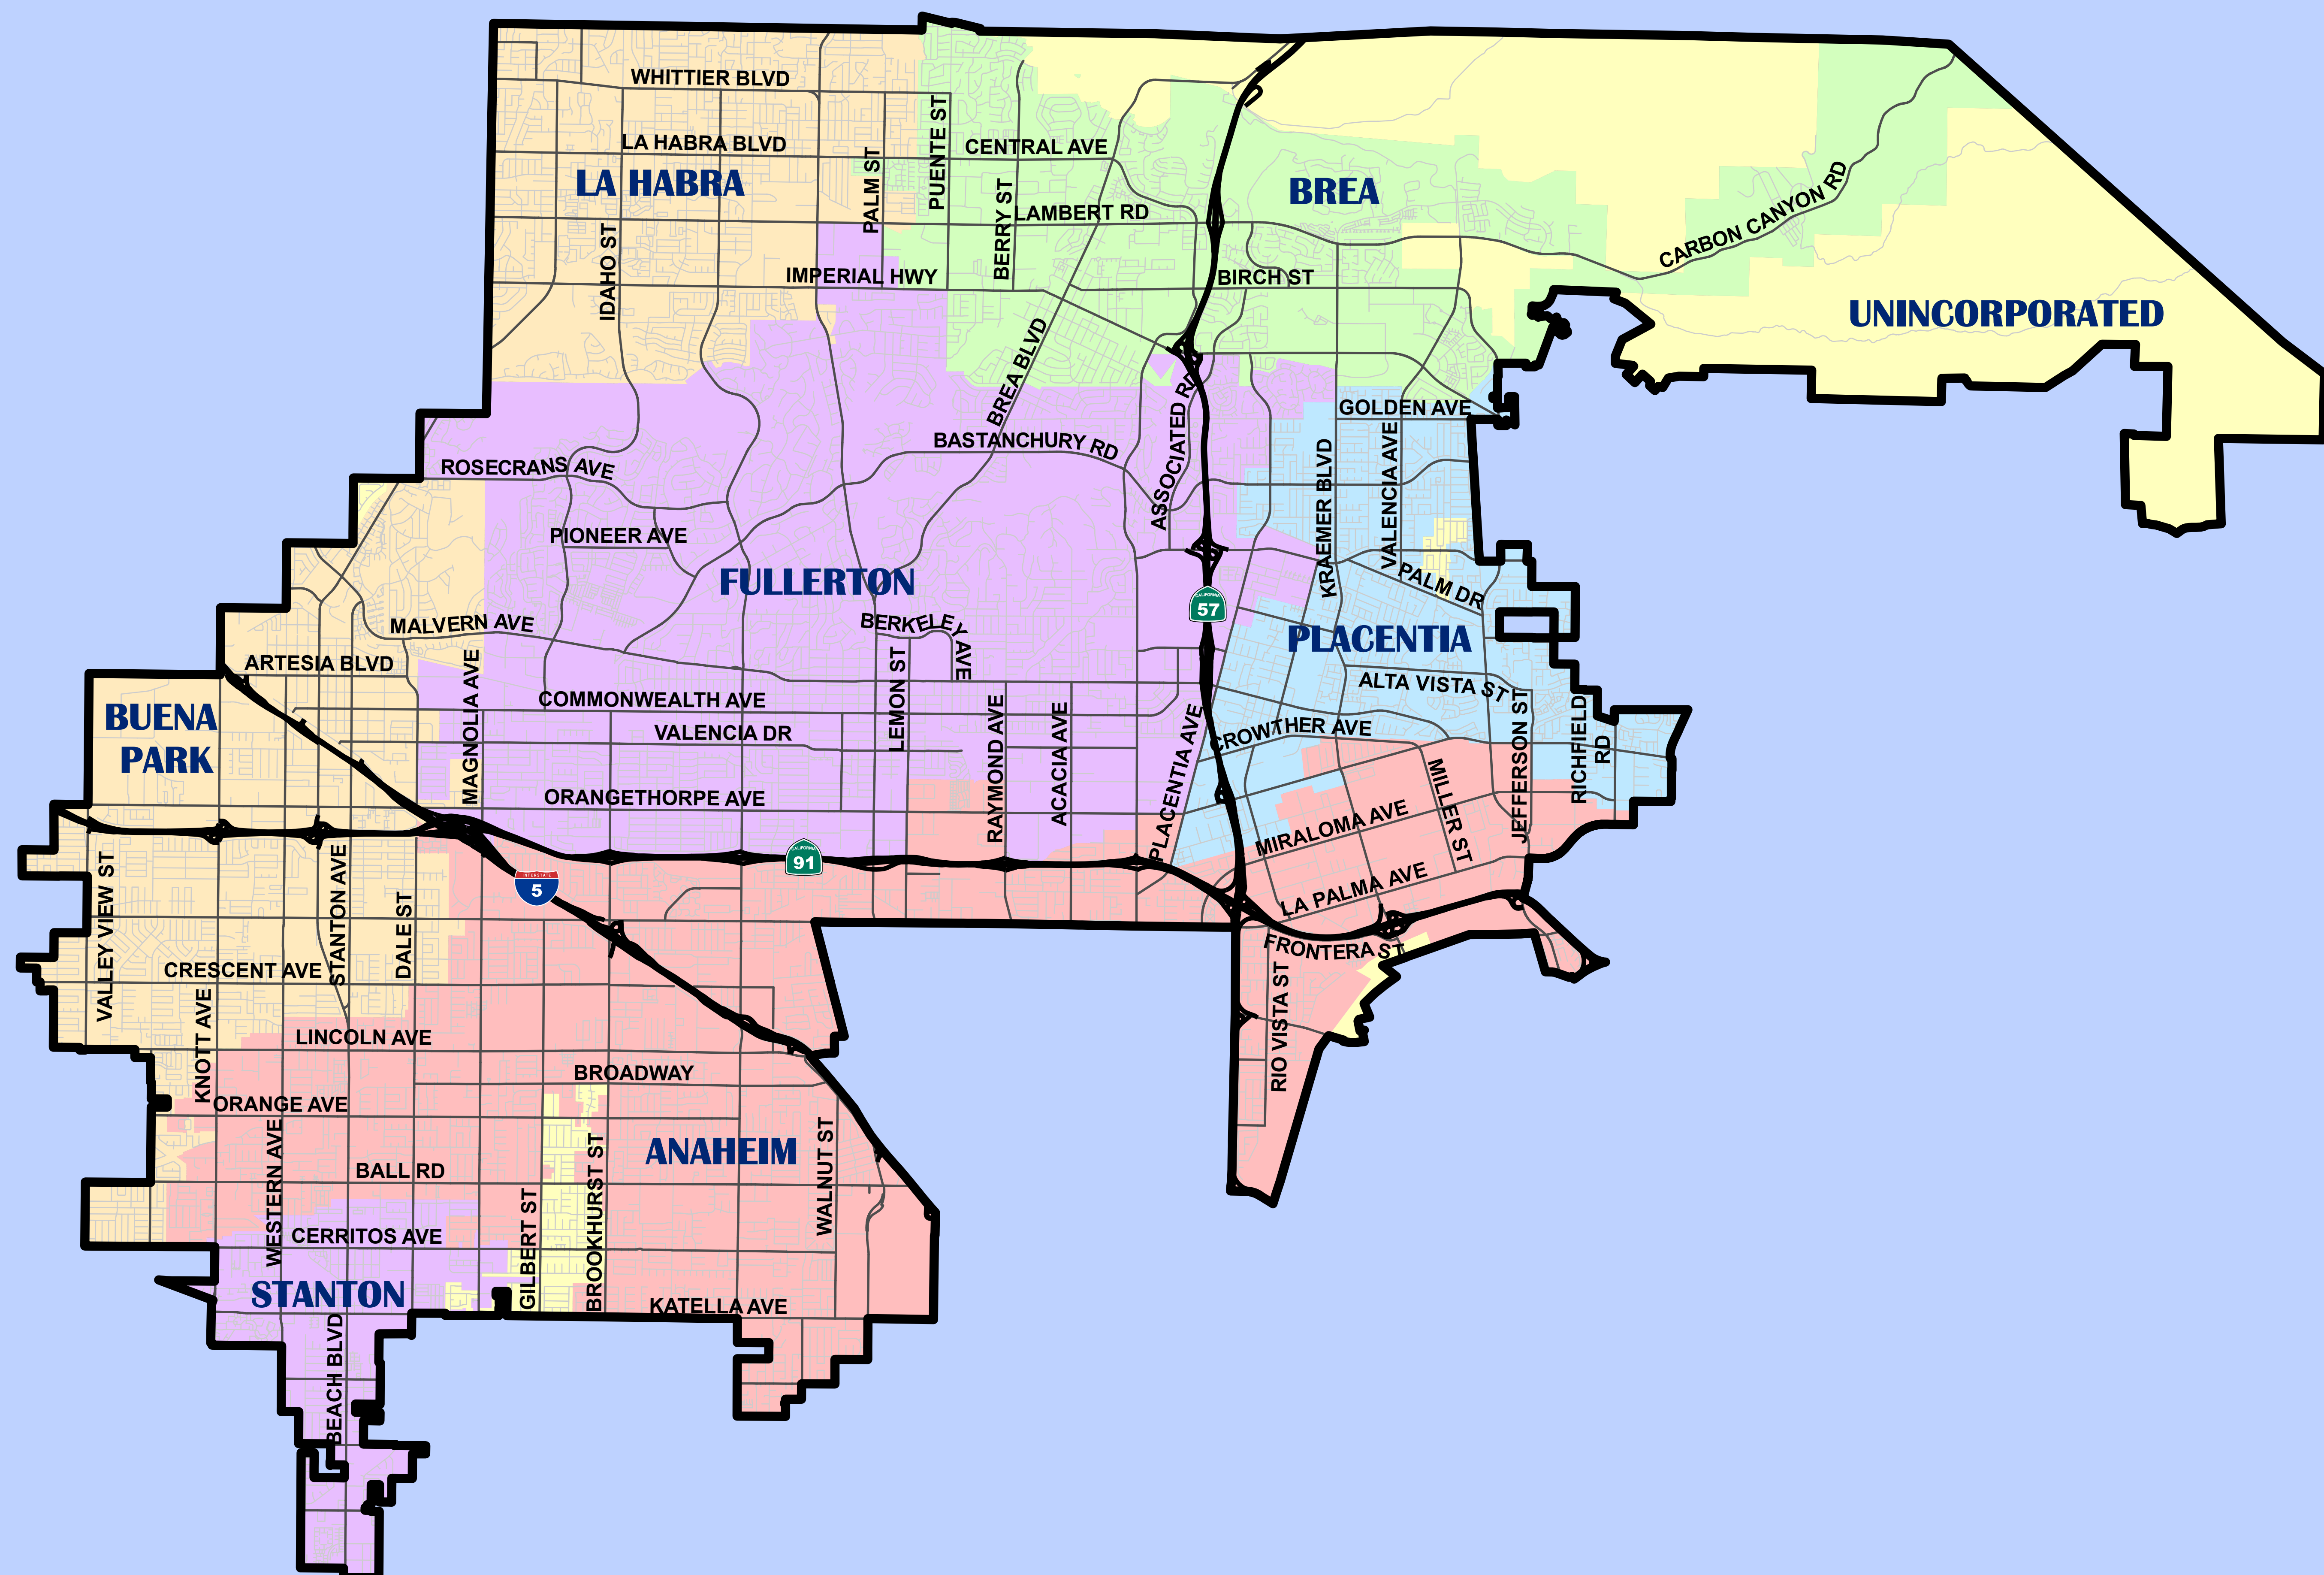 WHITTIER BLVD
LA HABRA BLVD
LA HABRA
PALM ST
PUENTE ST
CENTRAL AVE
BERRY ST
LAMBERT RD
BREA
IDAHO ST
IMPERIAL HWY
BIRCH ST
CARBON CANYON RD
UNINCORPORATED
BREA BLVD
ASSOCIATED RD
GOLDEN AVE
BASTANCHURY RD
ROSECRANS AVE
KRAEMER BLVD
VALENCIA AVE
PIONEER AVE
FULLERTON
PALM DR
CALIFORNIA
57
BERKELEY AVE
MALVERN AVE
PLACENTIA
ARTESIA BLVD
MAGNOLIA AVE
LEMON ST
ALTA VISTA ST
COMMONWEALTH AVE
RAYMOND AVE
ACACIA AVE
PLACENTIA AVE
BUENA
PARK
VALENCIA DR
CROWTHER AVE
JEFFERSON ST
RICHFIELD
RD
MILLER ST
ORANGETHORPE AVE
MIRALOMA AVE
CALIFORNIA
91
INTERSTATE
5
LA PALMA AVE
VALLEY VIEW ST
STANTON AVE
DALE ST
FRONTERA ST
CRESCENT AVE
RIO VISTA ST
KNOTT AVE
LINCOLN AVE
BROADWAY
ORANGE AVE
WESTERN AVE
ANAHEIM
BALL RD
GILBERT ST
BROOKHURST ST
WALNUT ST
CERRITOS AVE
STANTON
KATELLA AVE
BEACH BLVD